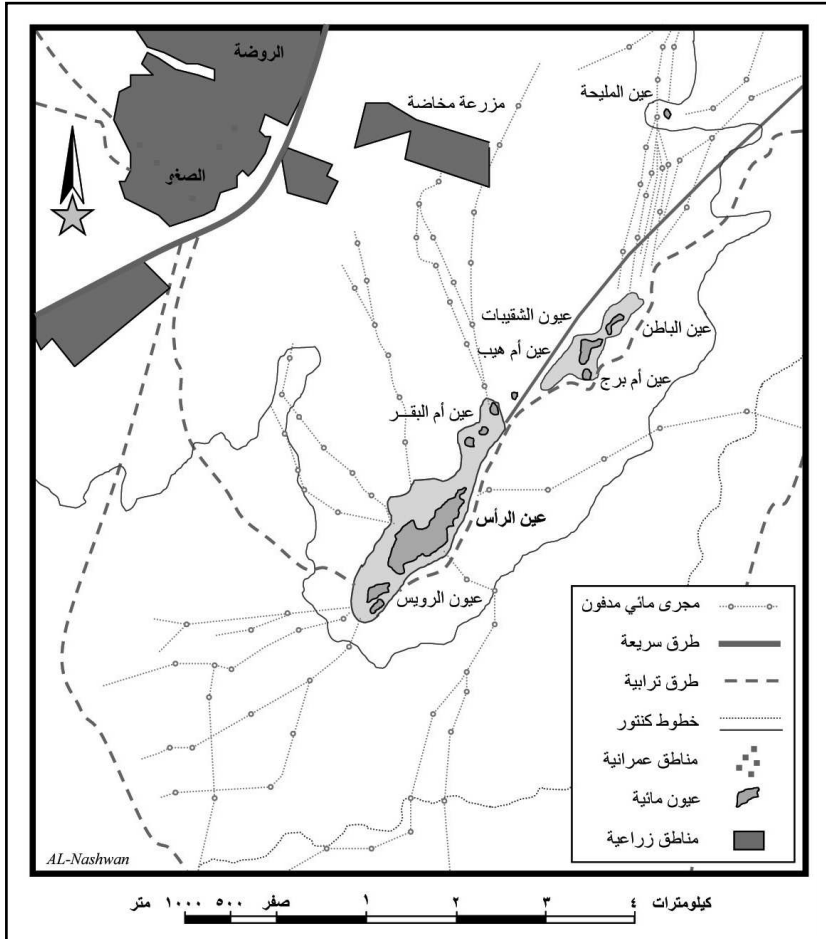 الروضة
عين المليحة
مزرعة مخاضة
الصغو
عيون الشقيبات
عين الباطن
عين أم هيب
عين أم برج
عين أم البقـــر
عين الرأس
عيون الرويس
مجرى مائي مدفون
طرق سريعة
طرق ترابية
خطوط كنتور
مناطق عمرانية
عيون مائية
مناطق زراعية
AL-Nashwan
كيلومترات ٤ ٣ ٢ ١ صفر ٥٠٠ ١٠٠٠ متر